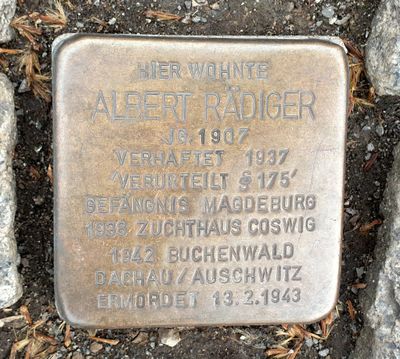 HIER WOHNTE
ALBERT RÄDIGER
JG. 1907
VERHAFTET 1937
'VERURTEILT § 175'
GEFÄNGNIS MAGDEBURG
1938 ZUCHTHAUS COSWIG
1942 BUCHENWALD
DACHAU/AUSCHWITZ
ERMORDET 13.2.1943